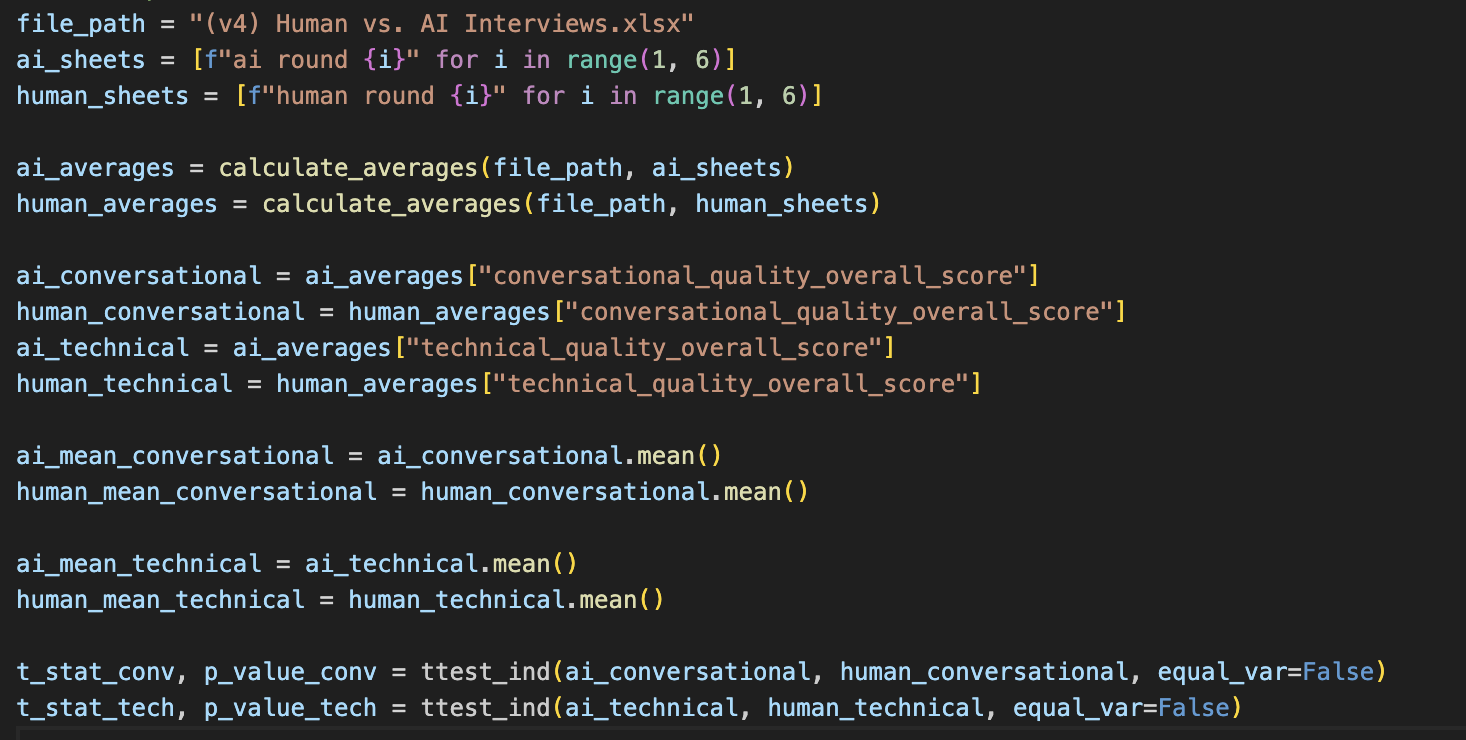 file_path = "(v4) Human vs. AI Interviews.xlsx"
ai_sheets = [f"ai round {i}" for i in range(1, 6)]
human_sheets = [f"human round {i}" for i in range(1, 6)]
ai_averages = calculate_averages(file_path, ai_sheets)
human_averages = calculate_averages(file_path, human_sheets)
ai_conversational = ai_averages["conversational_quality_overall_score"]
human_conversational = human_averages["conversational_quality_overall_score"]
ai_technical = ai_averages["technical_quality_overall_score"]
human_technical = human_averages["technical_quality_overall_score"]
ai_mean_conversational = ai_conversational.mean()
human_mean_conversational = human_conversational.mean()
ai_mean_technical = ai_technical.mean()
human_mean_technical = human_technical.mean()
t_stat_conv, p_value_conv = ttest_ind(ai_conversational, human_conversational, equal_var=False)
t_stat_tech, p_value_tech = ttest_ind(ai_technical, human_technical, equal_var=False)